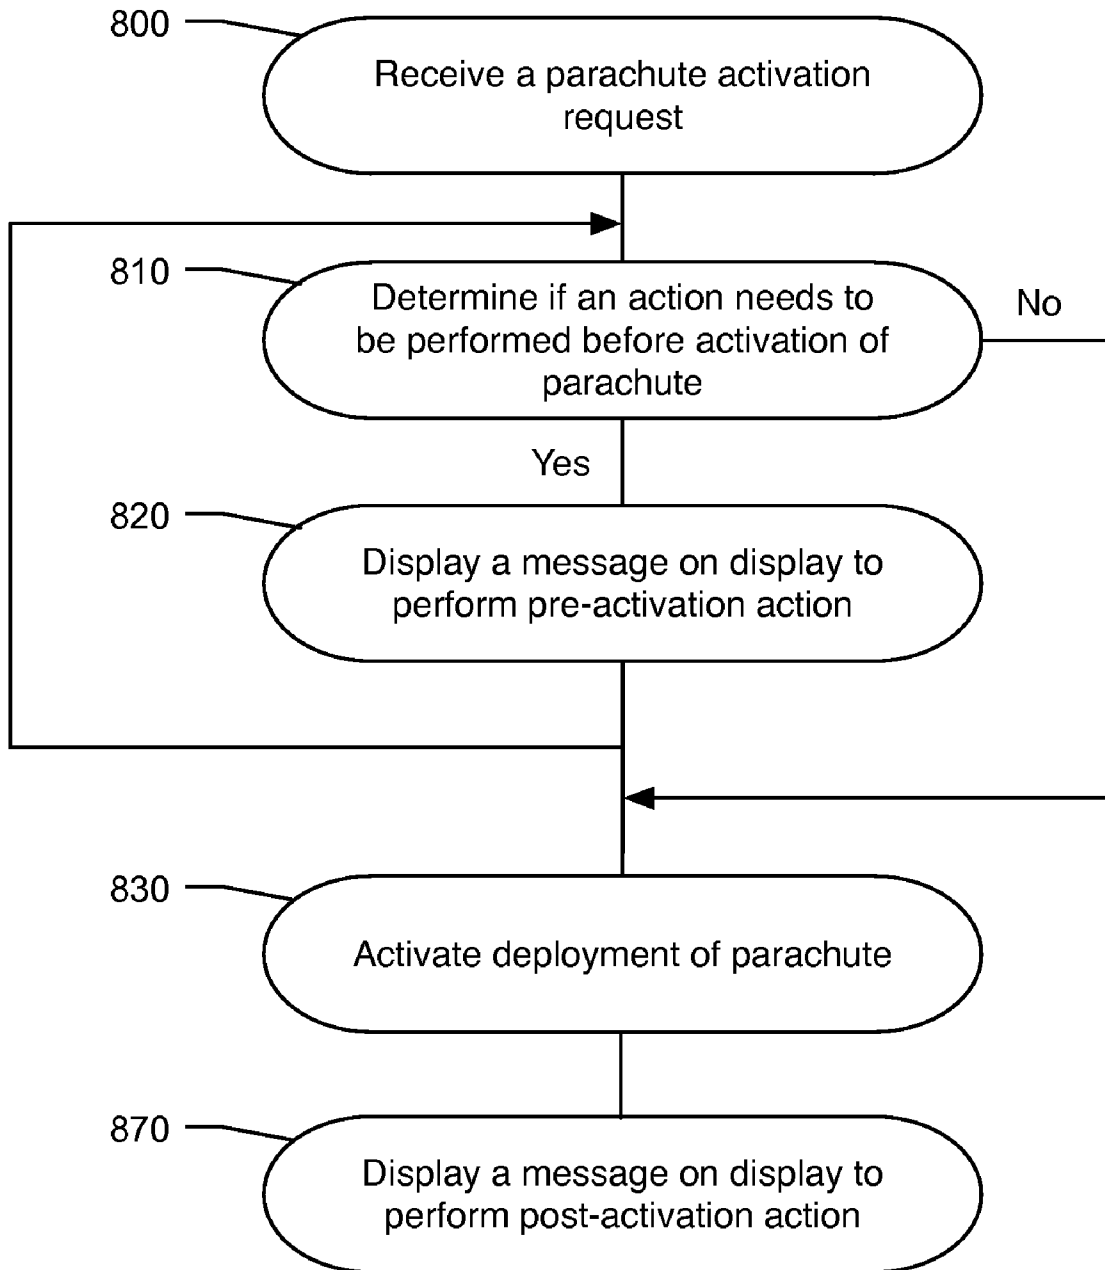 800
Receive a parachute activation
request
810
Determine if an action needs to
be performed before activation of
parachute
No
Yes
820
Display a message on display to
perform pre-activation action
830
Activate deployment of parachute
870
Display a message on display to
perform post-activation action